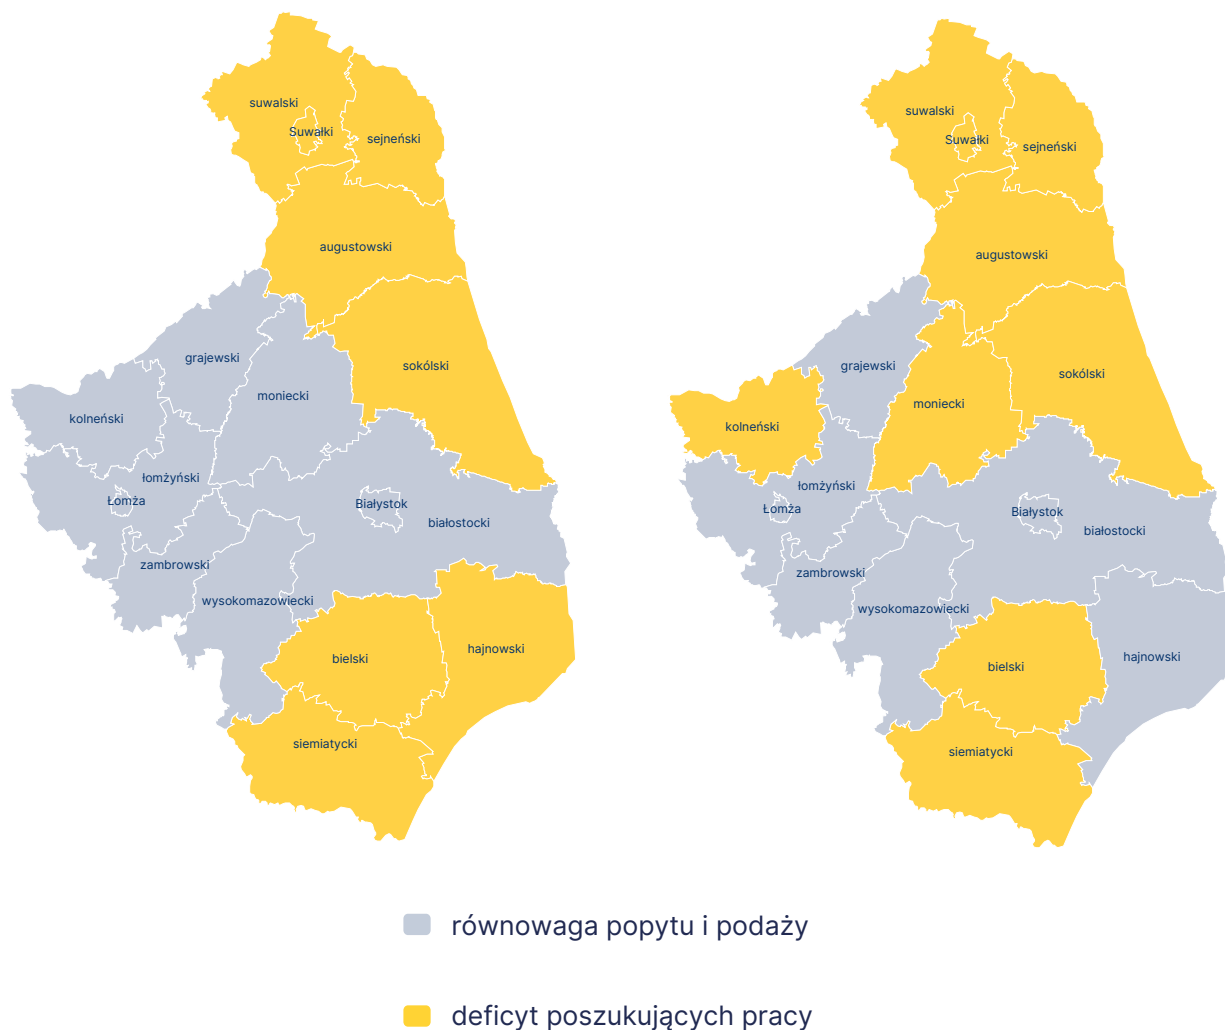 suwalski
Suwałki
sejneński
augustowski
grajewski
sokólski
moniecki
kolneński
łomżyński
Łomża
Białystok
białostocki
zambrowski
wysokomazowiecki
bielski
hajnowski
siemiatycki
suwalski
Suwałki
sejneński
augustowski
grajewski
sokólski
moniecki
kolneński
łomżyński
Łomża
Białystok
białostocki
zambrowski
wysokomazowiecki
bielski
hajnowski
siemiatycki
równowaga popytu i podaży
deficyt poszukujących pracy